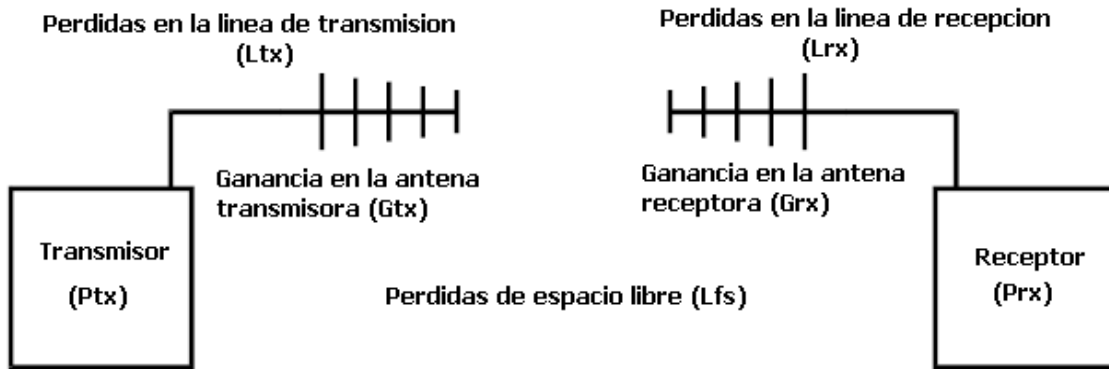 Perdidas en la linea de transmision
(Ltx)
Perdidas en la linea de recepcion
(Lrx)
Ganancia en la antena
transmisora (Gtx)
Ganancia en la antena
receptora (Grx)
Transmisor
(Ptx)
Perdidas de espacio libre (Lfs)
Receptor
(Prx)